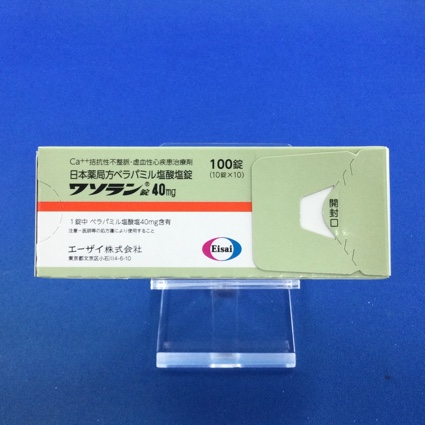 Ca⁺⁺拮抗性不整脈・虚血性心疾患治療剤
日本薬局方ベラパミル塩酸塩錠
ワソラン®錠40mg
100錠
(10錠×10)
1錠中 ベラパミル塩酸塩40mg含有
注意-医師等の処方箋により使用すること
エーザイ株式会社
東京都文京区小石川4-6-10
Eisai
開封口